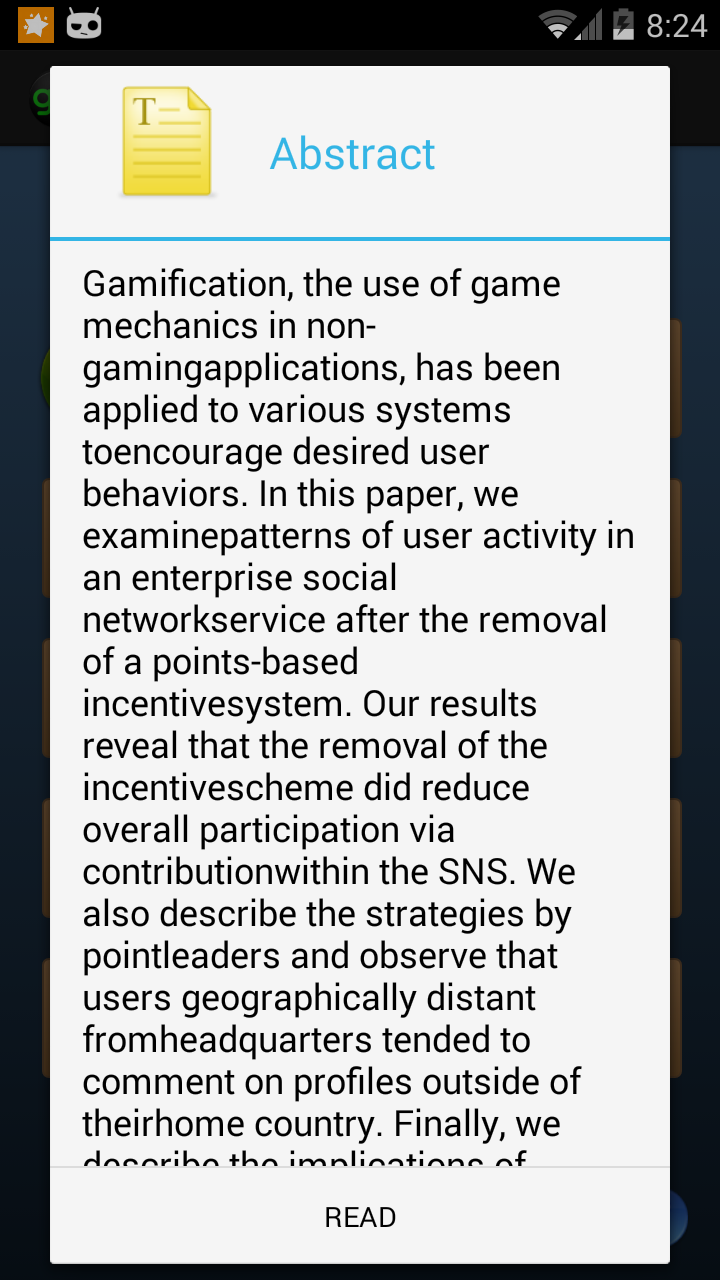 8:24
g
T
Abstract
Gamification, the use of game
mechanics in non-
gamingapplications, has been
applied to various systems
toencourage desired user
behaviors. In this paper, we
examinepatterns of user activity in
an enterprise social
networkservice after the removal
of a points-based
incentivesystem. Our results
reveal that the removal of the
incentivescheme did reduce
overall participation via
contributionwithin the SNS. We
also describe the strategies by
pointleaders and observe that
users geographically distant
fromheadquarters tended to
comment on profiles outside of
theirhome country. Finally, we
describe the implications of
READ